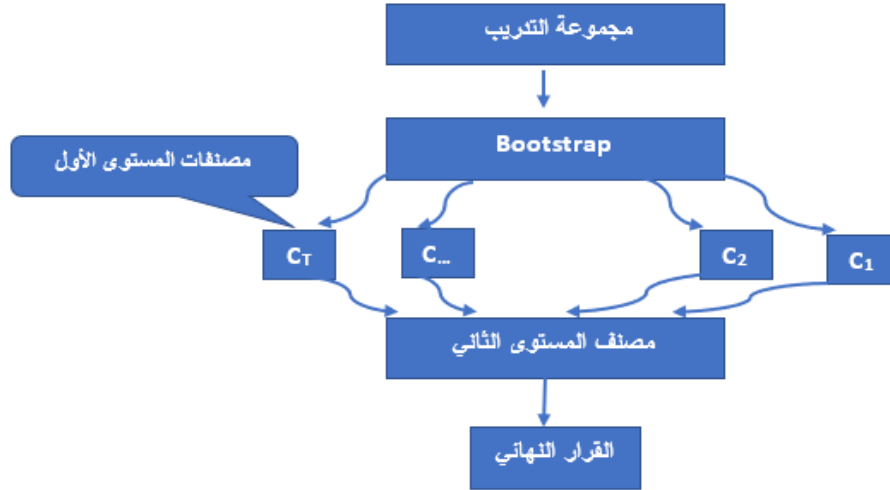 مجموعة التدريب
Bootstrap
مصنفات المستوى الأول
C1
C2
C...
CT
مصنف المستوى الثاني
القرار النهائي